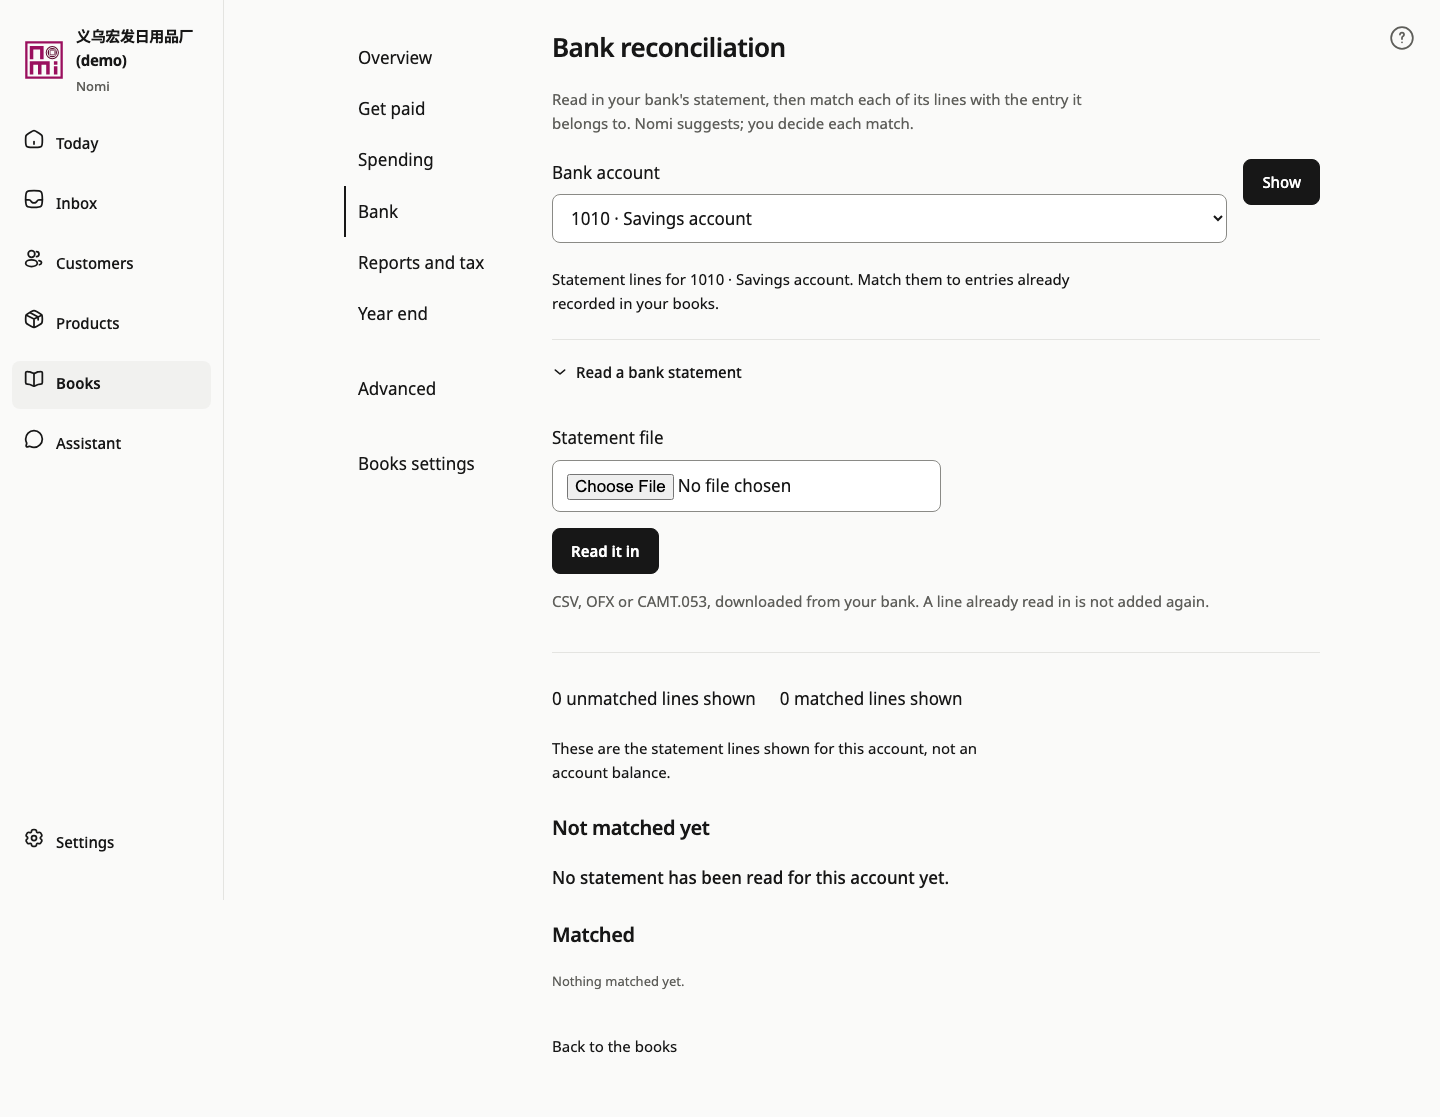 义乌宏发日用品厂
(demo)
Nomi
Today
Inbox
Customers
Products
Books
Assistant
Settings
Overview
Get paid
Spending
Bank
Reports and tax
Year end
Advanced
Books settings
Bank reconciliation
Read in your bank's statement, then match each of its lines with the entry it
belongs to. Nomi suggests; you decide each match.
Bank account
1010 · Savings account
Show
Statement lines for 1010 · Savings account. Match them to entries already
recorded in your books.
Read a bank statement
Statement file
Choose File No file chosen
Read it in
CSV, OFX or CAMT.053, downloaded from your bank. A line already read in is not added again.
0 unmatched lines shown 0 matched lines shown
These are the statement lines shown for this account, not an
account balance.
Not matched yet
No statement has been read for this account yet.
Matched
Nothing matched yet.
Back to the books